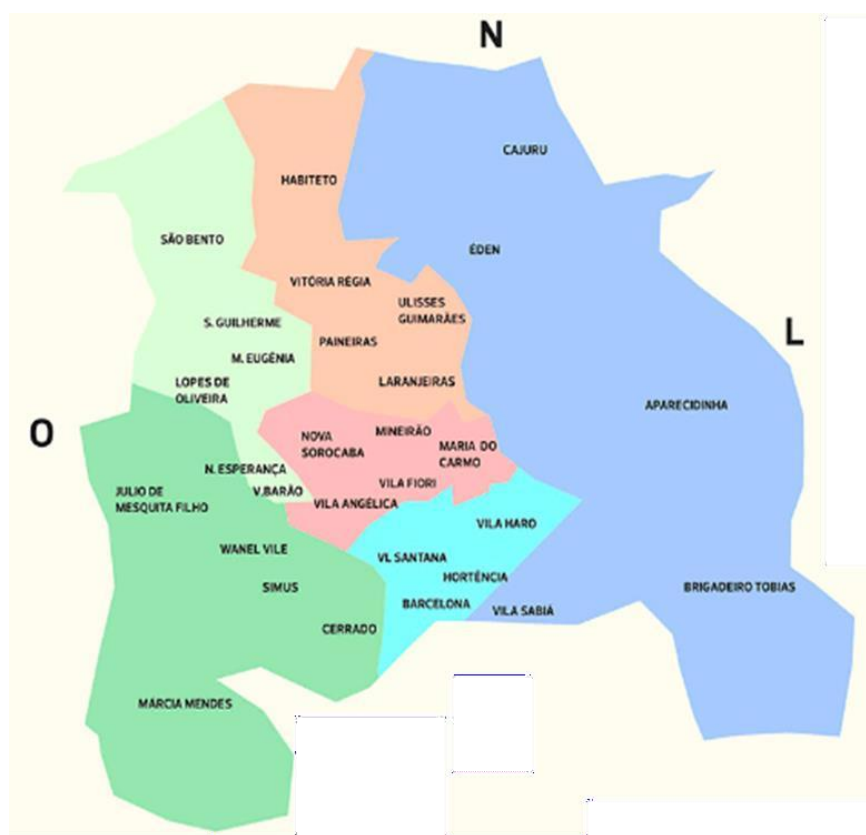 N
CAJURU
HABITETO
SÃO BENTO
ÉDEN
VITÓRIA RÉGIA
ULISSES
GUIMARÃES
S. GUILHERME
L
PAINEIRAS
M. EUGÊNIA
LARANJEIRAS
LOPES DE
OLIVEIRA
APARECIDINHA
O
MINEIRÃO
NOVA
SOROCABA
MARIA DO
CARMO
N. ESPERANÇA
VILA FIORI
V.BARÃO
JULIO DE
MESQUITA FILHO
VILA ANGÉLICA
VILA HARO
WANEL VILE
VL SANTANA
HORTÊNCIA
SIMUS
BRIGADEIRO TOBIAS
BARCELONA
VILA SABIÁ
CERRADO
MÁRCIA MENDES